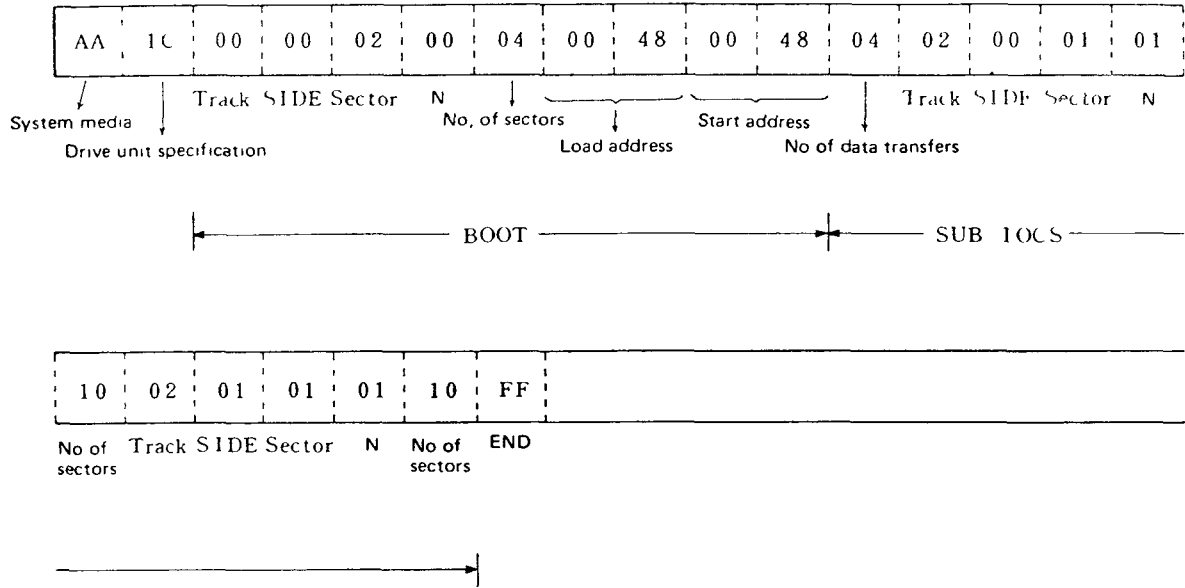 AA 1C 00 00 02 00 04 00 48 00 48 04 02 00 01 01
Track SIDE Sector N Track SIDE Sector N
System media No, of sectors Start address
Drive unit specification Load address No of data transfers
BOOT SUB IOCS
10 02 01 01 01 10 FF
No of sectors Track SIDE Sector N No of sectors END